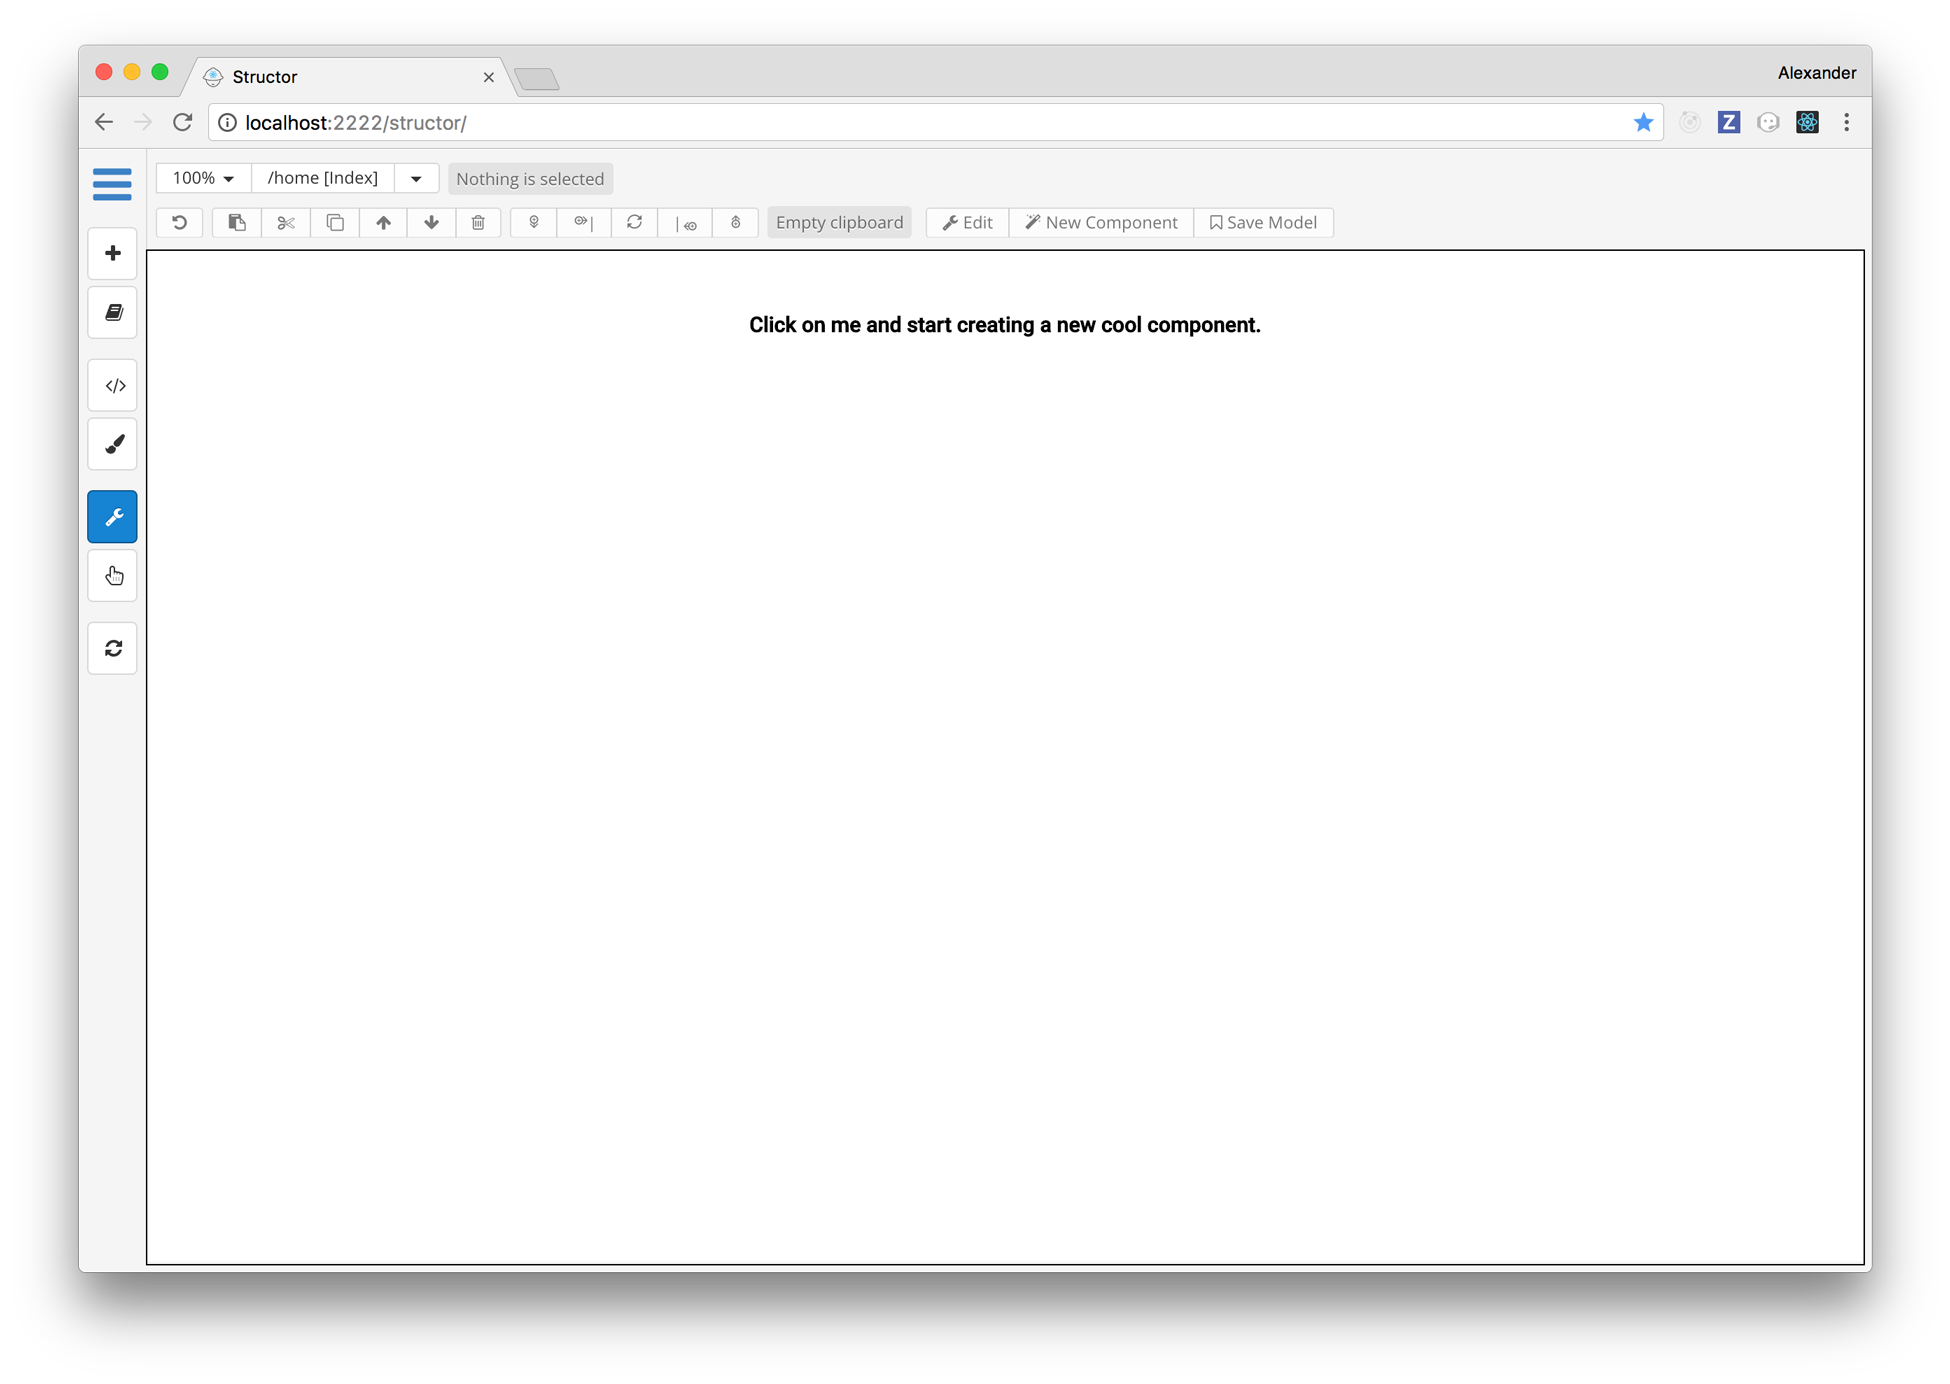 Structor
Alexander
localhost:2222/structor/
Z
100% /home [Index] Nothing is selected
Empty clipboard Edit New Component Save Model
Click on me and start creating a new cool component.